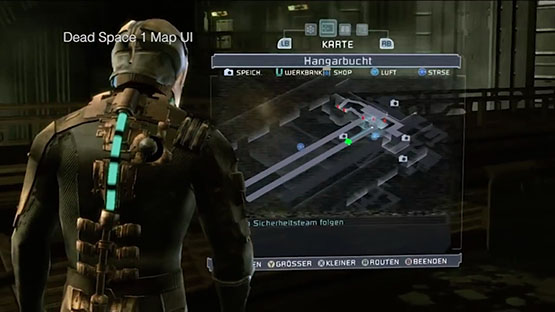 Dead Space 1 Map UI
LB KARTE RB
Hangarbucht
SPEICH. WERKBANK SHOP LUFT STASE
Sicherheitsteam folgen
GRÖSSER KLEINER ROUTEN BEENDEN